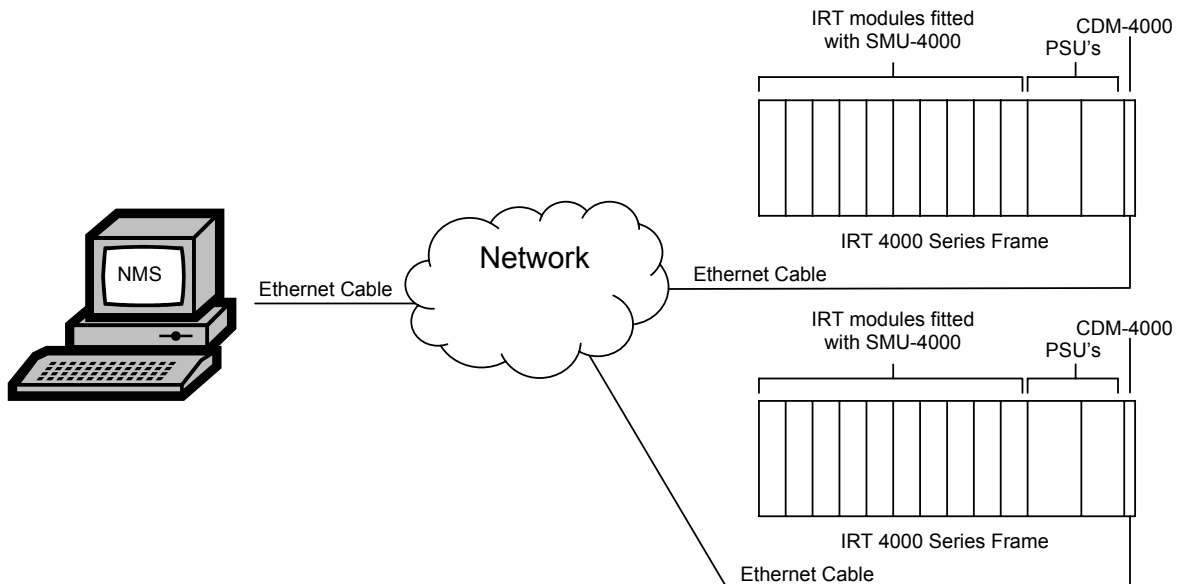 IRT modules fitted
with SMU-4000
CDM-4000
PSU's
IRT 4000 Series Frame
NMS
Ethernet Cable
Network
Ethernet Cable
IRT modules fitted
with SMU-4000
CDM-4000
PSU's
IRT 4000 Series Frame
Ethernet Cable